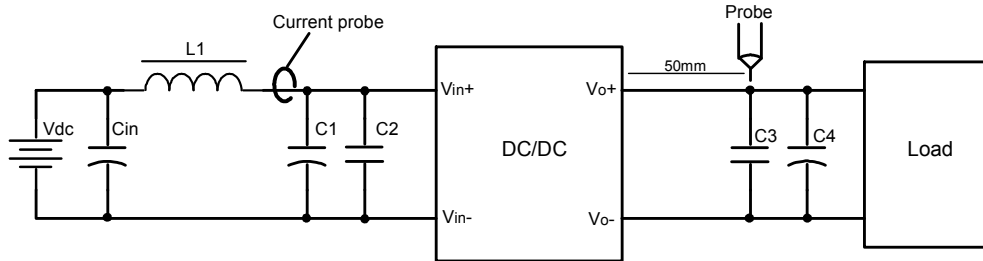 Current probe
Probe
L1
50mm
Vin+
Vo+
Vdc
Cin
C1
C2
DC/DC
C3
C4
Load
Vin-
Vo-